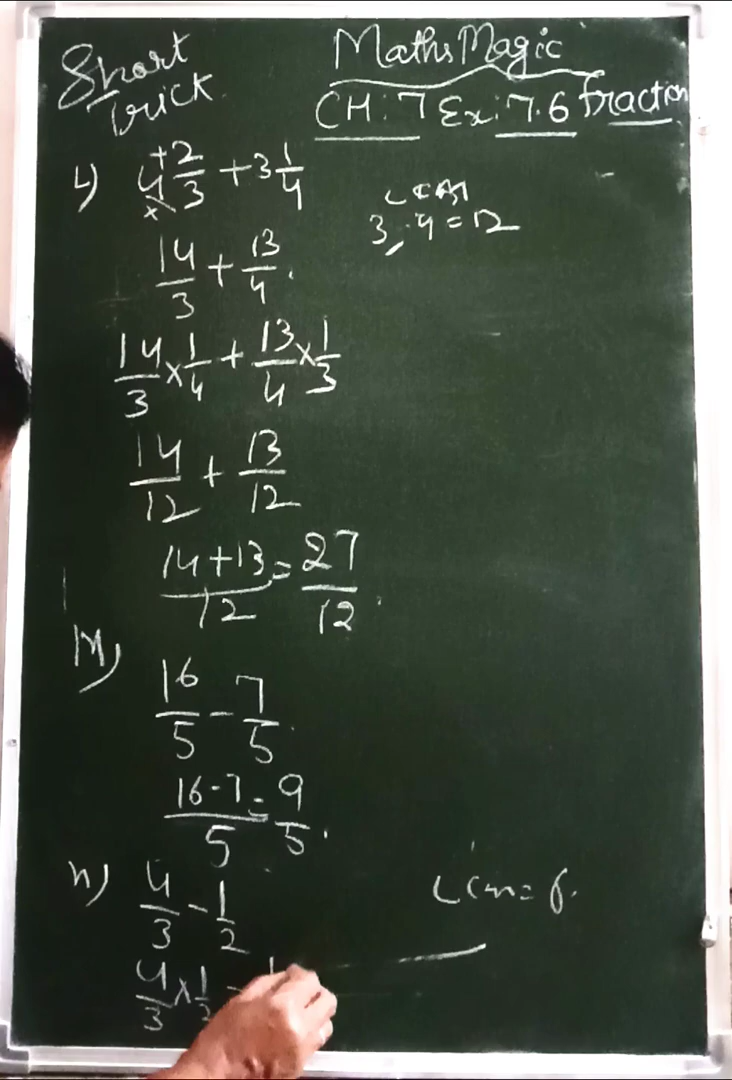 Short trick
Maths Magic
CH: 7 Ex: 7.6 fraction
L) 4 2/3 + 3 1/4
LCM
3, 4 = 12
14/3 + 13/4
14/3 × 1/4 + 13/4 × 1/3
14/12 + 13/12
14+13/12 = 27/12
M)
16/5 - 7/5
16-7/5 = 9/5
n) 4/3 - 1/2
Lcm = 6
4/3 × 1/2 -